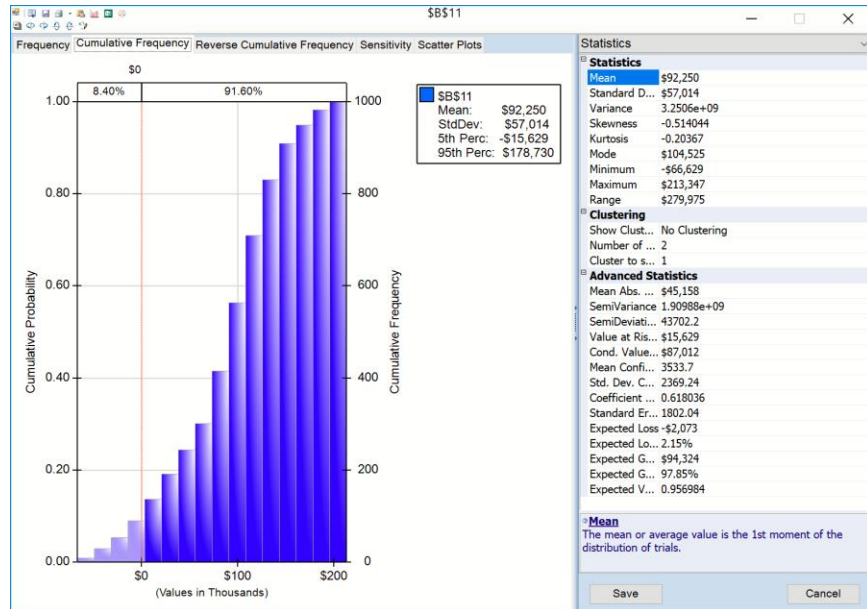 $B$11
Frequency Cumulative Frequency Reverse Cumulative Frequency Sensitivity Scatter Plots
$0
8.40% 91.60%
1.00
0.80
0.60
0.40
0.20
0.00
Cumulative Probability
1000
800
600
400
200
0
Cumulative Frequency
$0 $100 $200
(Values in Thousands)
$B$11
Mean: $92,250
StdDev: $57,014
5th Perc: -$15,629
95th Perc: $178,730
Statistics
Statistics
Mean $92,250
Standard D... $57,014
Variance 3.2506e+09
Skewness -0.514044
Kurtosis -0.20367
Mode $104,525
Minimum -$66,629
Maximum $213,347
Range $279,975
Clustering
Show Clust... No Clustering
Number of ... 2
Cluster to s... 1
Advanced Statistics
Mean Abs. ... $45,158
SemiVariance 1.90988e+09
SemiDeviati... 43702.2
Value at Ris... $15,629
Cond. Value... $87,012
Mean Confi... 3533.7
Std. Dev. C... 2369.24
Coefficient ... 0.618036
Standard Er... 1802.04
Expected Loss -$2,073
Expected Lo... 2.15%
Expected G... $94,324
Expected G... 97.85%
Expected V... 0.956984
Mean
The mean or average value is the 1st moment of the
distribution of trials.
Save Cancel